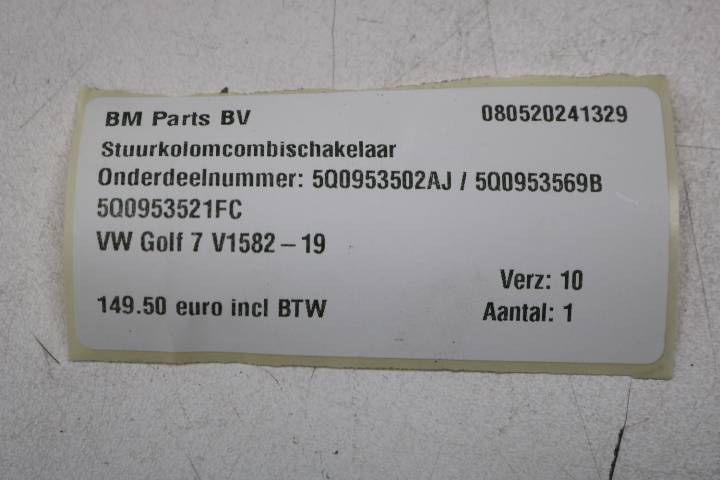 BM Parts BV 080520241329
Stuurkolomcombischakelaar
Onderdeelnummer: 5Q0953502AJ / 5Q0953569B
5Q0953521FC
VW Golf 7 V1582 – 19
Verz: 10
149.50 euro incl BTW Aantal: 1